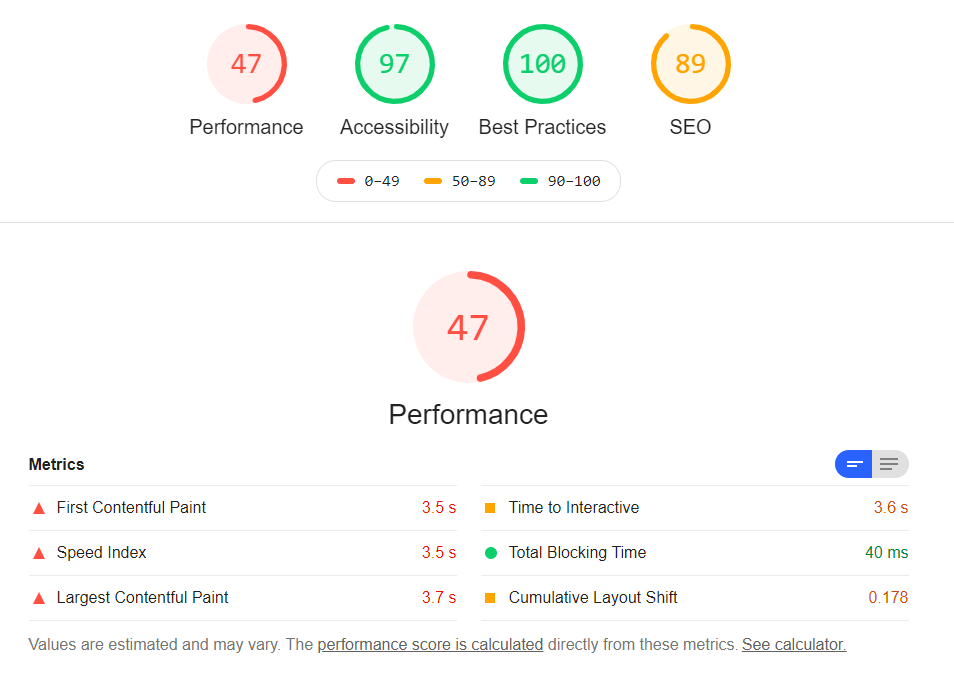 47 97 100 89
Performance Accessibility Best Practices SEO
0–49 50–89 90–100
47
Performance
Metrics
First Contentful Paint 3.5 s
Time to Interactive 3.6 s
Speed Index 3.5 s
Total Blocking Time 40 ms
Largest Contentful Paint 3.7 s
Cumulative Layout Shift 0.178
Values are estimated and may vary. The performance score is calculated directly from these metrics. See calculator.